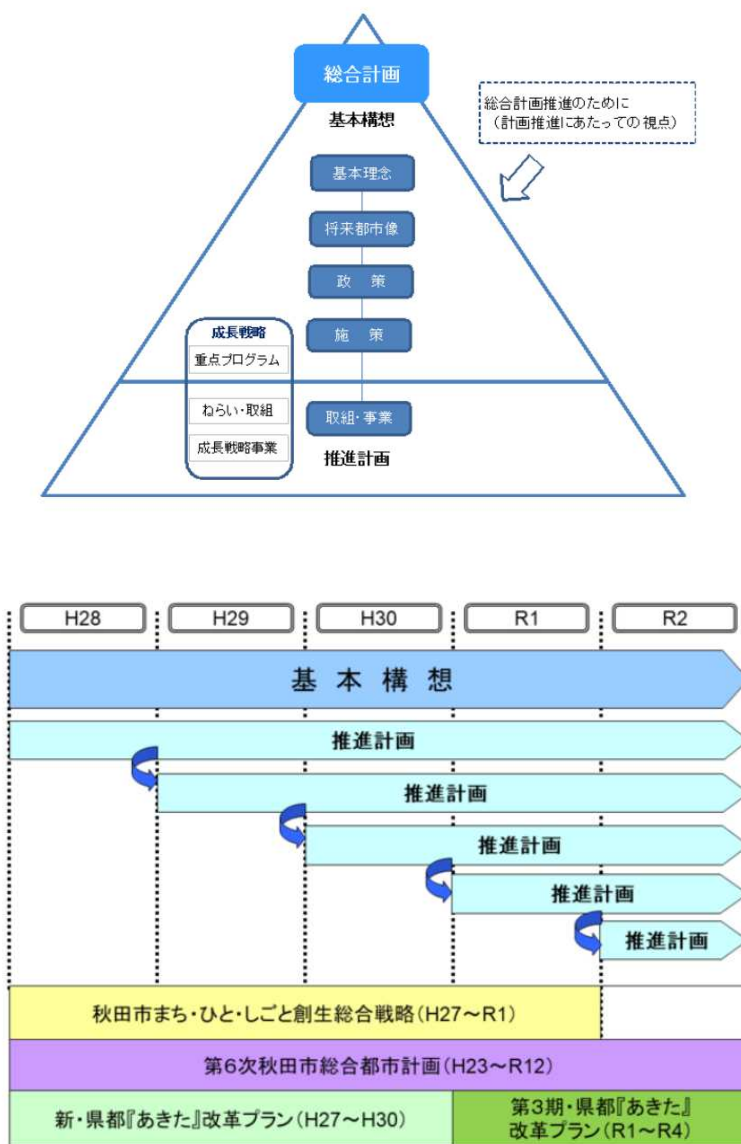 総合計画
基本構想
総合計画推進のために
（計画推進にあたっての視点）
基本理念
将来都市像
政　策
施　策
成長戦略
重点プログラム
ねらい・取組
成長戦略事業
取組・事業
推進計画
H28
H29
H30
R1
R2
基本構想
推進計画
推進計画
推進計画
推進計画
推進計画
秋田市まち・ひと・しごと創生総合戦略(H27～R1)
第6次秋田市総合都市計画(H23～R12)
新・県都『あきた』改革プラン(H27～H30)
第3期・県都『あきた』
改革プラン(R1～R4)